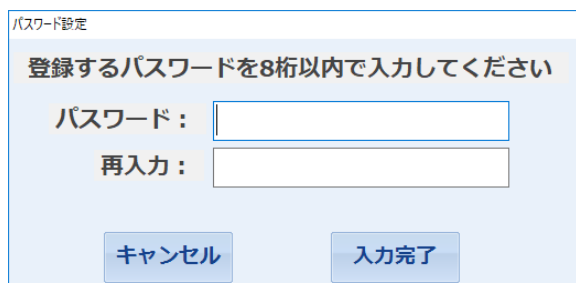 パスワード設定
登録するパスワードを8桁以内で入力してください
パスワード：
再入力：
キャンセル 入力完了